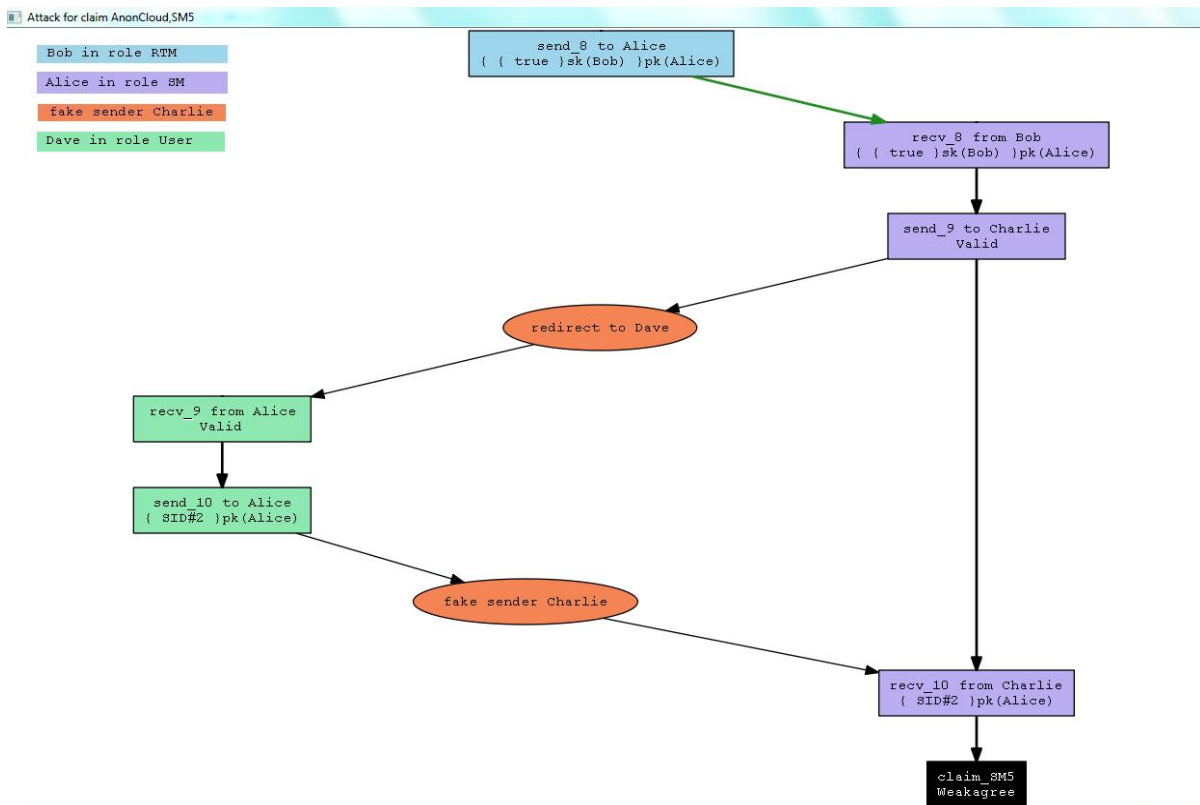 Attack for claim AnonCloud,SM5
Bob in role RTM
Alice in role SM
fake sender Charlie
Dave in role User
send_8 to Alice
{ { true }sk(Bob) }pk(Alice)
recv_8 from Bob
{ { true }sk(Bob) }pk(Alice)
send_9 to Charlie
Valid
redirect to Dave
recv_9 from Alice
Valid
send_10 to Alice
{ SID#2 }pk(Alice)
fake sender Charlie
recv_10 from Charlie
{ SID#2 }pk(Alice)
claim_SM5
Weakagree